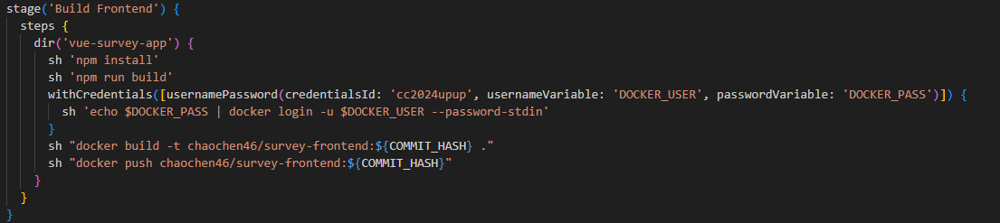 stage('Build Frontend') {
  steps {
    dir('vue-survey-app') {
      sh 'npm install'
      sh 'npm run build'
      withCredentials([usernamePassword(credentialsId: 'cc2024upup', usernameVariable: 'DOCKER_USER', passwordVariable: 'DOCKER_PASS')]) {
        sh 'echo $DOCKER_PASS | docker login -u $DOCKER_USER --password-stdin'
      }
      sh "docker build -t chaochen46/survey-frontend:${COMMIT_HASH} ."
      sh "docker push chaochen46/survey-frontend:${COMMIT_HASH}"
    }
  }
}